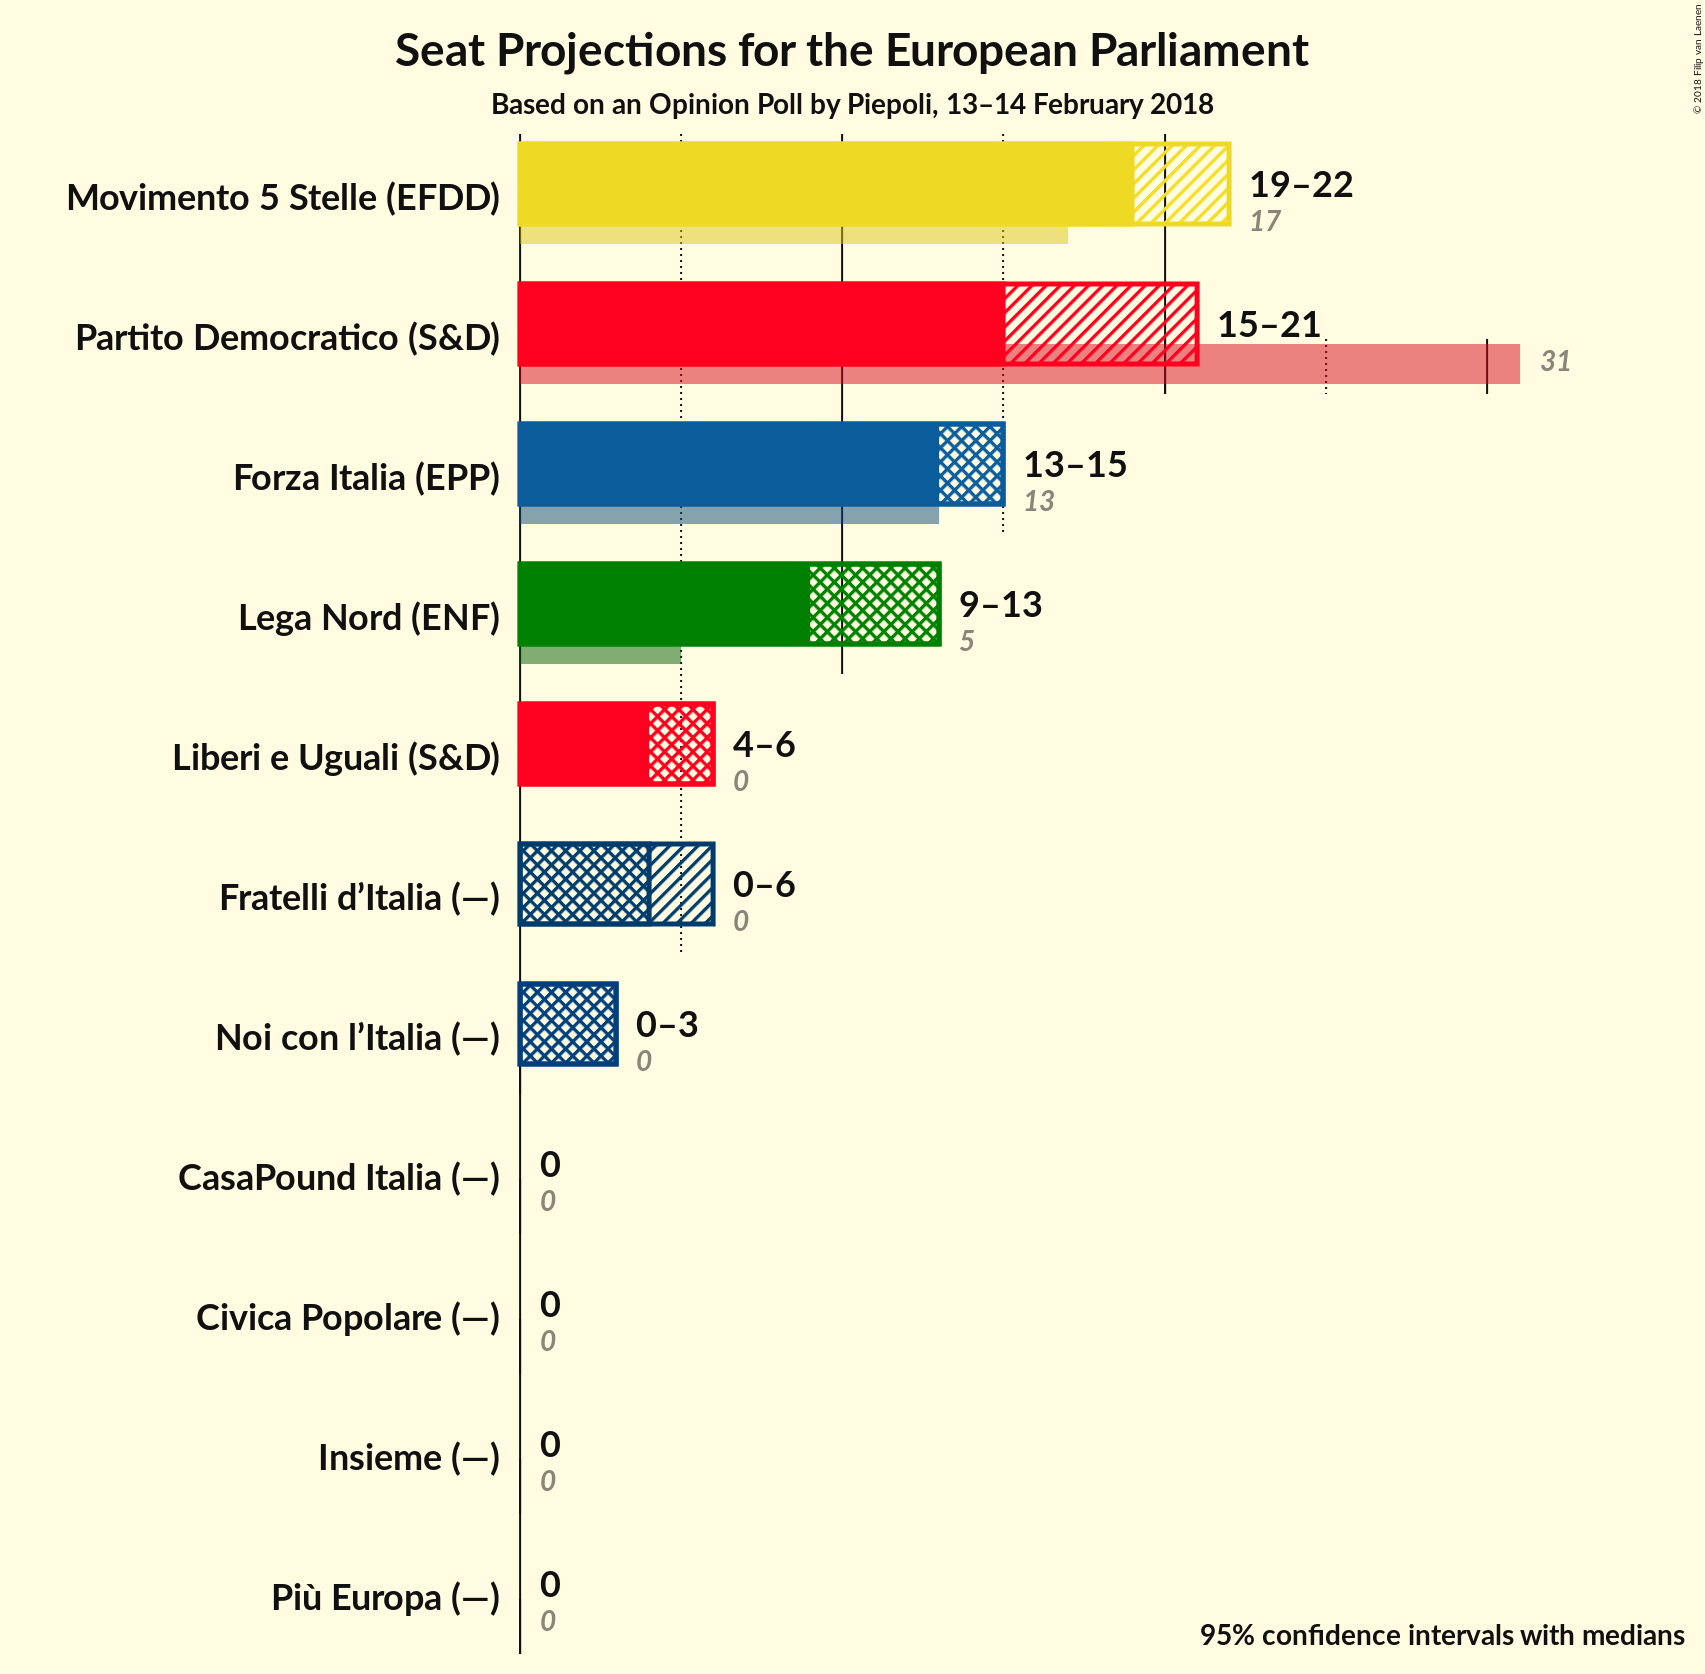 Seat Projections for the European Parliament
Based on an Opinion Poll by Piepoli, 13–14 February 2018
© 2018 Filip van Laenen
Movimento 5 Stelle (EFDD)
19–22
17
Partito Democratico (S&D)
15–21
31
Forza Italia (EPP)
13–15
13
Lega Nord (ENF)
9–13
5
Liberi e Uguali (S&D)
4–6
0
Fratelli d’Italia (—)
0–6
0
Noi con l’Italia (—)
0–3
0
CasaPound Italia (—)
0
0
Civica Popolare (—)
0
0
Insieme (—)
0
0
Più Europa (—)
0
0
95% confidence intervals with medians